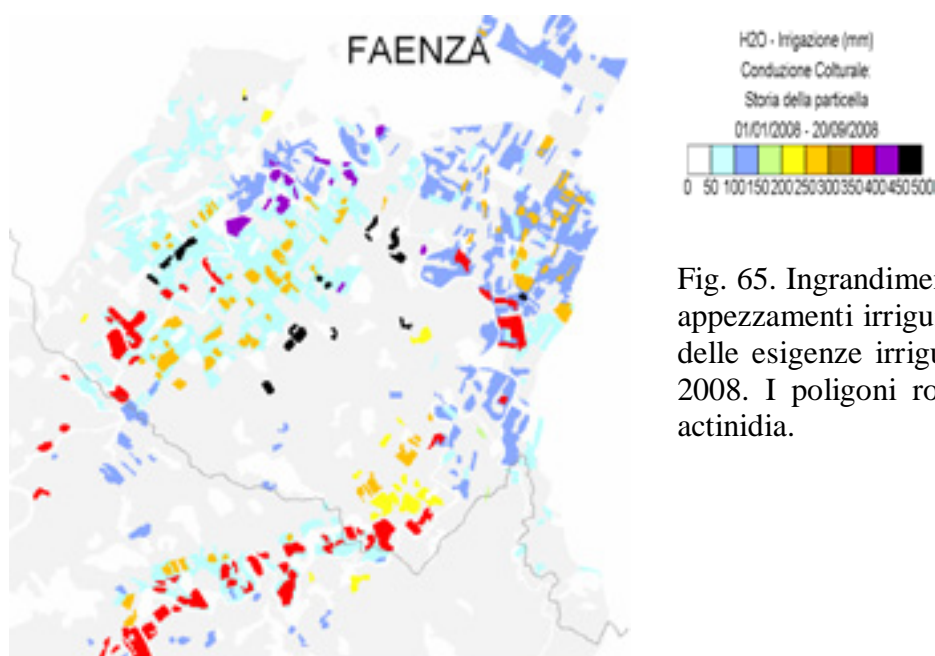 FAENZA
H2O - Irrigazione (mm)
Conduzione Colturale:
Storia della particella
01/01/2008 - 20/09/2008
0 50 100 150 200 250 300 350 400 450 500
Fig. 65. Ingrandime
appezzamenti irrigu
delle esigenze irrigu
2008. I poligoni ro
actinidia.